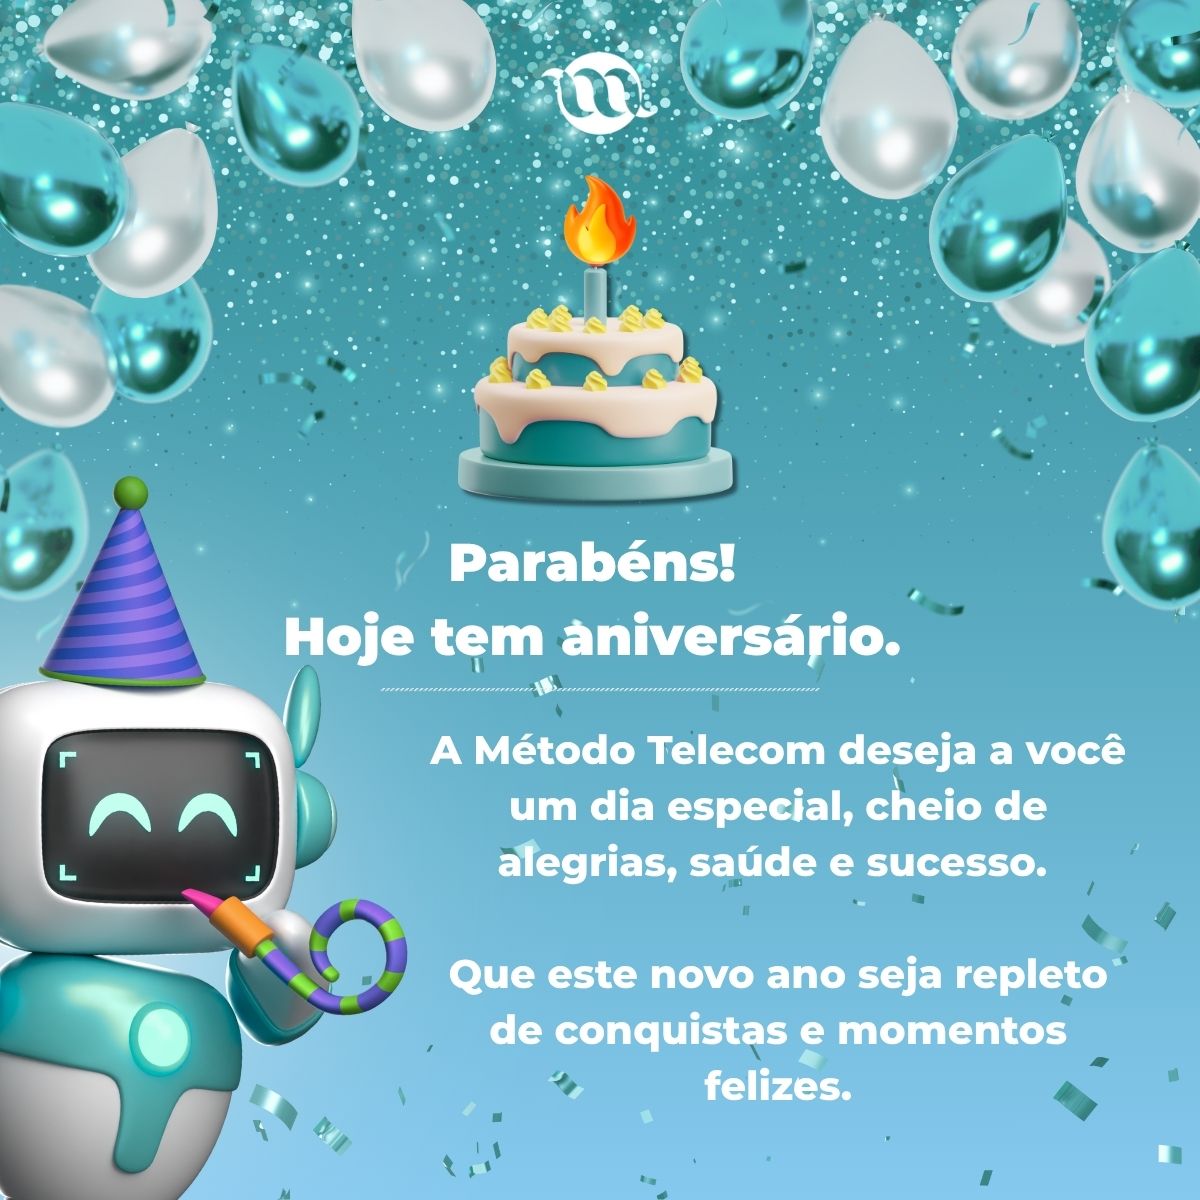 Parabéns!
Hoje tem aniversário.
A Método Telecom deseja a você
um dia especial, cheio de
alegrias, saúde e sucesso.
Que este novo ano seja repleto
de conquistas e momentos
felizes.